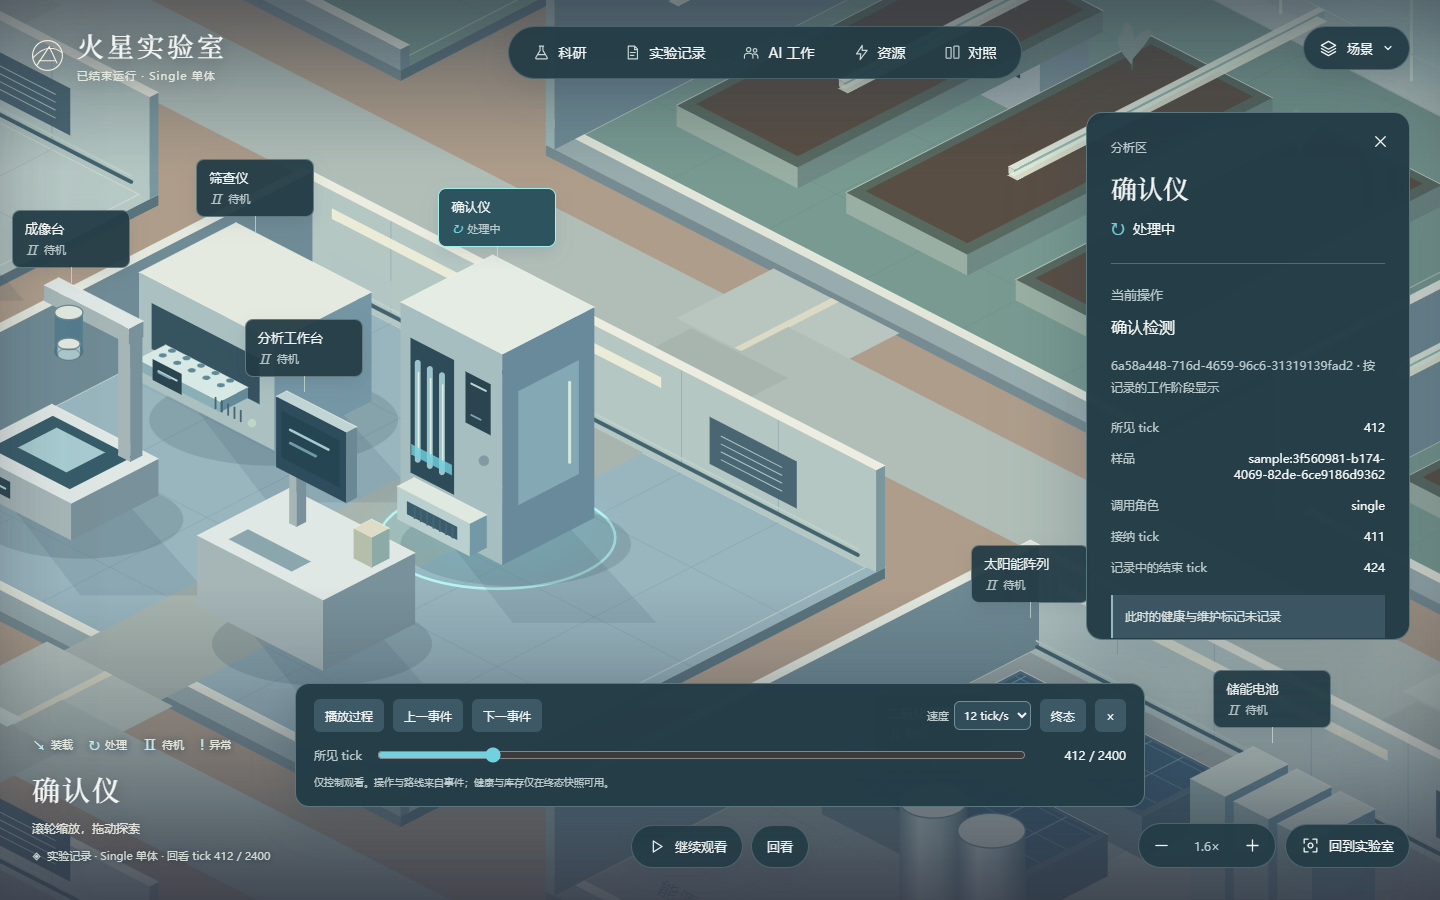 火星实验室
已结束运行 · Single 单体
科研
实验记录
AI 工作
资源
对照
场景
筛查仪
待机
确认仪
处理中
成像台
待机
分析工作台
待机
太阳能阵列
待机
储能电池
待机
分析区
确认仪
处理中
当前操作
确认检测
6a58a448-716d-4659-96c6-31319139fad2 · 按
记录的工作阶段显示
所见 tick 412
样品 sample:3f560981-b174-
4069-82de-6ce9186d9362
调用角色 single
接纳 tick 411
记录中的结束 tick 424
此时的健康与维护标记未记录
播放过程
上一事件
下一事件
速度
12 tick/s
终态
×
所见 tick
412 / 2400
仅控制观看。操作与路线来自事件；健康与库存仅在终态快照可用。
装载 处理 待机 ! 异常
确认仪
滚轮缩放，拖动探索
实验记录 · Single 单体 · 回看 tick 412 / 2400
继续观看
回看
1.6×
回到实验室